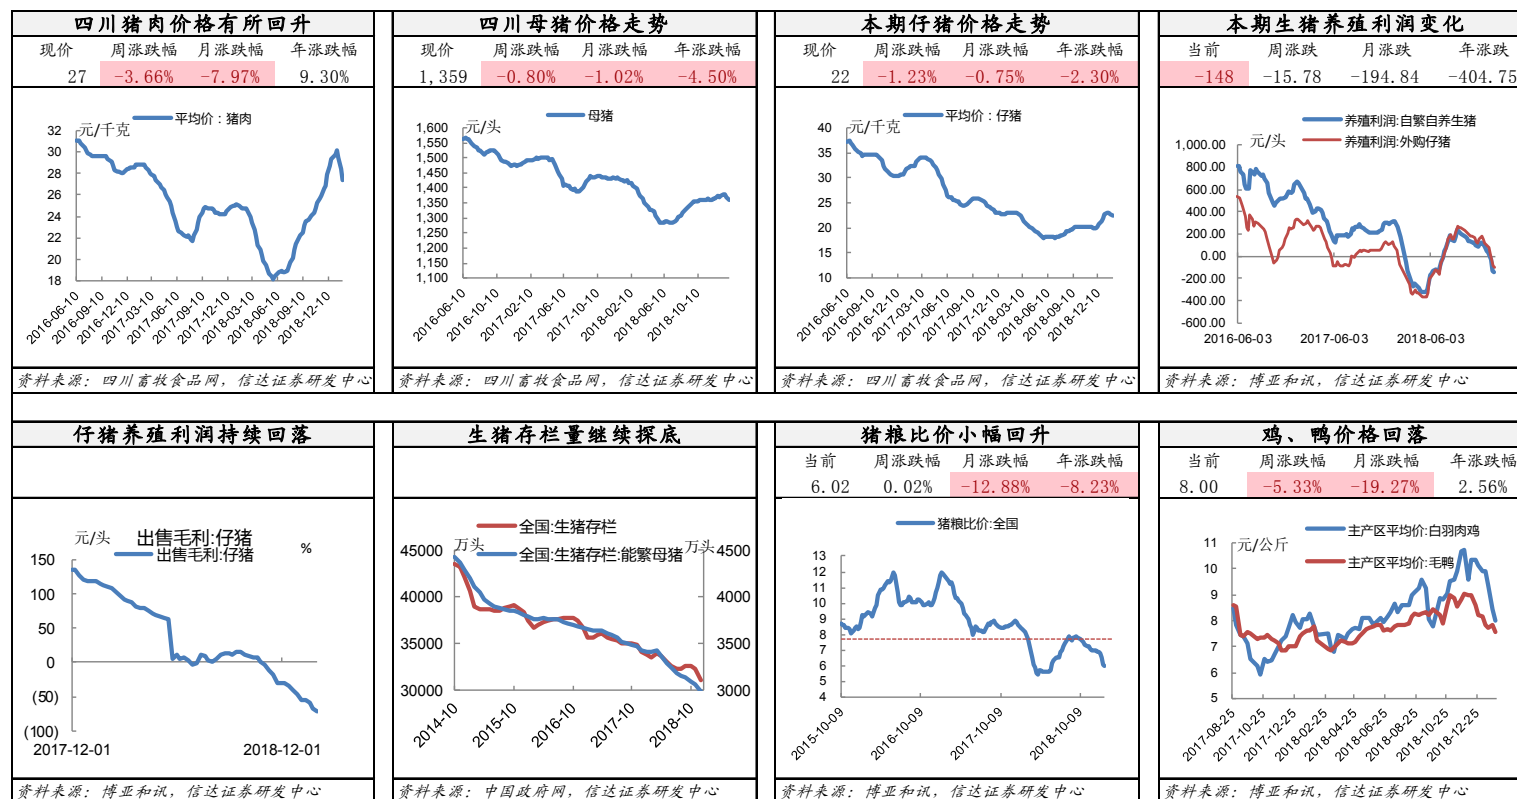 四川猪肉价格有所回升
现价 周涨跌幅 月涨跌幅 年涨跌幅
27 -3.66% -7.97% 9.30%
元/千克
平均价：猪肉
32
30
28
26
24
22
20
18
2016-06-10
2016-09-10
2016-12-10
2017-03-10
2017-06-10
2017-09-10
2017-12-10
2018-03-10
2018-06-10
2018-09-10
2018-12-10
资料来源：四川畜牧食品网，信达证券研发中心
四川母猪价格走势
现价 周涨跌幅 月涨跌幅 年涨跌幅
1,359 -0.80% -1.02% -4.50%
元/头
母猪
1,600
1,550
1,500
1,450
1,400
1,350
1,300
1,250
1,200
1,150
1,100
2016-06-10
2016-10-10
2017-02-10
2017-06-10
2017-10-10
2018-02-10
2018-06-10
2018-10-10
资料来源：四川畜牧食品网，信达证券研发中心
本期仔猪价格走势
现价 周涨跌幅 月涨跌幅 年涨跌幅
22 -1.23% -0.75% -2.30%
元/千克
平均价：仔猪
40
35
30
25
20
15
10
2016-06-10
2016-09-10
2016-12-10
2017-03-10
2017-06-10
2017-09-10
2017-12-10
2018-03-10
2018-06-10
2018-09-10
2018-12-10
资料来源：四川畜牧食品网，信达证券研发中心
本期生猪养殖利润变化
当前 周涨跌 月涨跌 年涨跌
-148 -15.78 -194.84 -404.75
养殖利润:自繁自养生猪
养殖利润:外购仔猪
元/头
1,000.00
800.00
600.00
400.00
200.00
0.00
-200.00
-400.00
-600.00
2016-06-03 2017-06-03 2018-06-03
资料来源：博亚和讯，信达证券研发中心
仔猪养殖利润持续回落
出售毛利:仔猪
元/头
出售毛利:仔猪
%
150
100
50
0
(50)
(100)
2017-12-01 2018-12-01
资料来源：博亚和讯，信达证券研发中心
生猪存栏量继续探底
全国:生猪存栏
全国:生猪存栏:能繁母猪
万头 万头
45000 4500
40000 4000
35000 3500
30000 3000
2014-10
2015-10
2016-10
2017-10
2018-10
资料来源：中国政府网，信达证券研发中心
猪粮比价小幅回升
当前 周涨跌幅 月涨跌幅 年涨跌幅
6.02 0.02% -12.88% -8.23%
猪粮比价:全国
13
12
11
10
9
8
7
6
5
4
2015-10-09
2016-10-09
2017-10-09
2018-10-09
资料来源：博亚和讯，信达证券研发中心
鸡、鸭价格回落
当前 周涨跌幅 月涨跌幅 年涨跌幅
8.00 -5.33% -19.27% 2.56%
主产区平均价:白羽肉鸡
元/公斤
主产区平均价:毛鸭
11
10
9
8
7
6
5
2017-08-25
2017-10-25
2017-12-25
2018-02-25
2018-04-25
2018-06-25
2018-08-25
2018-10-25
2018-12-25
资料来源：博亚和讯，信达证券研发中心